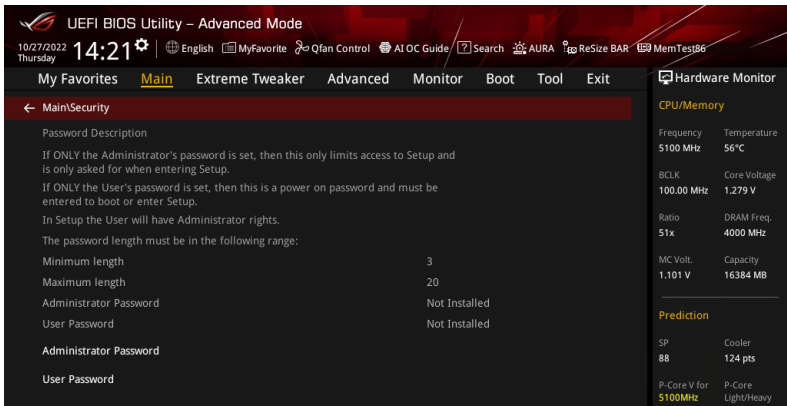 UEFI BIOS Utility – Advanced Mode
10/27/2022 Thursday 14:21 English MyFavorite Qfan Control AI OC Guide Search AURA ReSize BAR MemTest86
My Favorites Main Extreme Tweaker Advanced Monitor Boot Tool Exit
Main\Security
Password Description
If ONLY the Administrator's password is set, then this only limits access to Setup and
is only asked for when entering Setup.
If ONLY the User's password is set, then this is a power on password and must be
entered to boot or enter Setup.
In Setup the User will have Administrator rights.
The password length must be in the following range:
Minimum length 3
Maximum length 20
Administrator Password Not Installed
User Password Not Installed
Administrator Password
User Password
Hardware Monitor
CPU/Memory
Frequency Temperature
5100 MHz 56°C
BCLK Core Voltage
100.00 MHz 1.279 V
Ratio DRAM Freq.
51x 4000 MHz
MC Volt. Capacity
1.101 V 16384 MB
Prediction
SP Cooler
88 124 pts
P-Core V for P-Core
5100MHz Light/Heavy